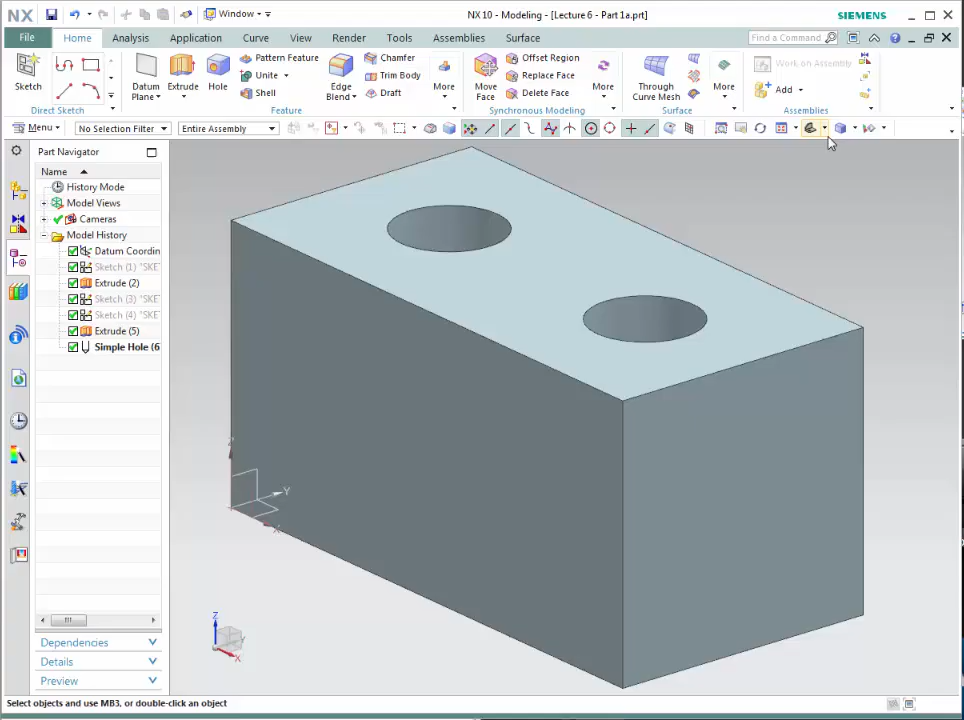 NX Window NX 10 - Modeling - [Lecture 6 - Part 1a.prt] SIEMENS
File Home Analysis Application Curve View Render Tools Assemblies Surface Find a Command
Sketch Datum Plane Extrude Hole Pattern Feature Unite Shell Edge Blend Chamfer Trim Body Draft More Move Face Offset Region Replace Face Delete Face More Through Curve Mesh More Work on Assembly Add
Direct Sketch Feature Synchronous Modeling Surface Assemblies
Menu No Selection Filter Entire Assembly
Part Navigator
Name
History Mode
Model Views
Cameras
Model History
Datum Coordin
Sketch (1) "SKE
Extrude (2)
Sketch (3) "SKE
Sketch (4) "SKE
Extrude (5)
Simple Hole (6
Z
Y
X
Z
Y
X
Dependencies
Details
Preview
Select objects and use MB3, or double-click an object